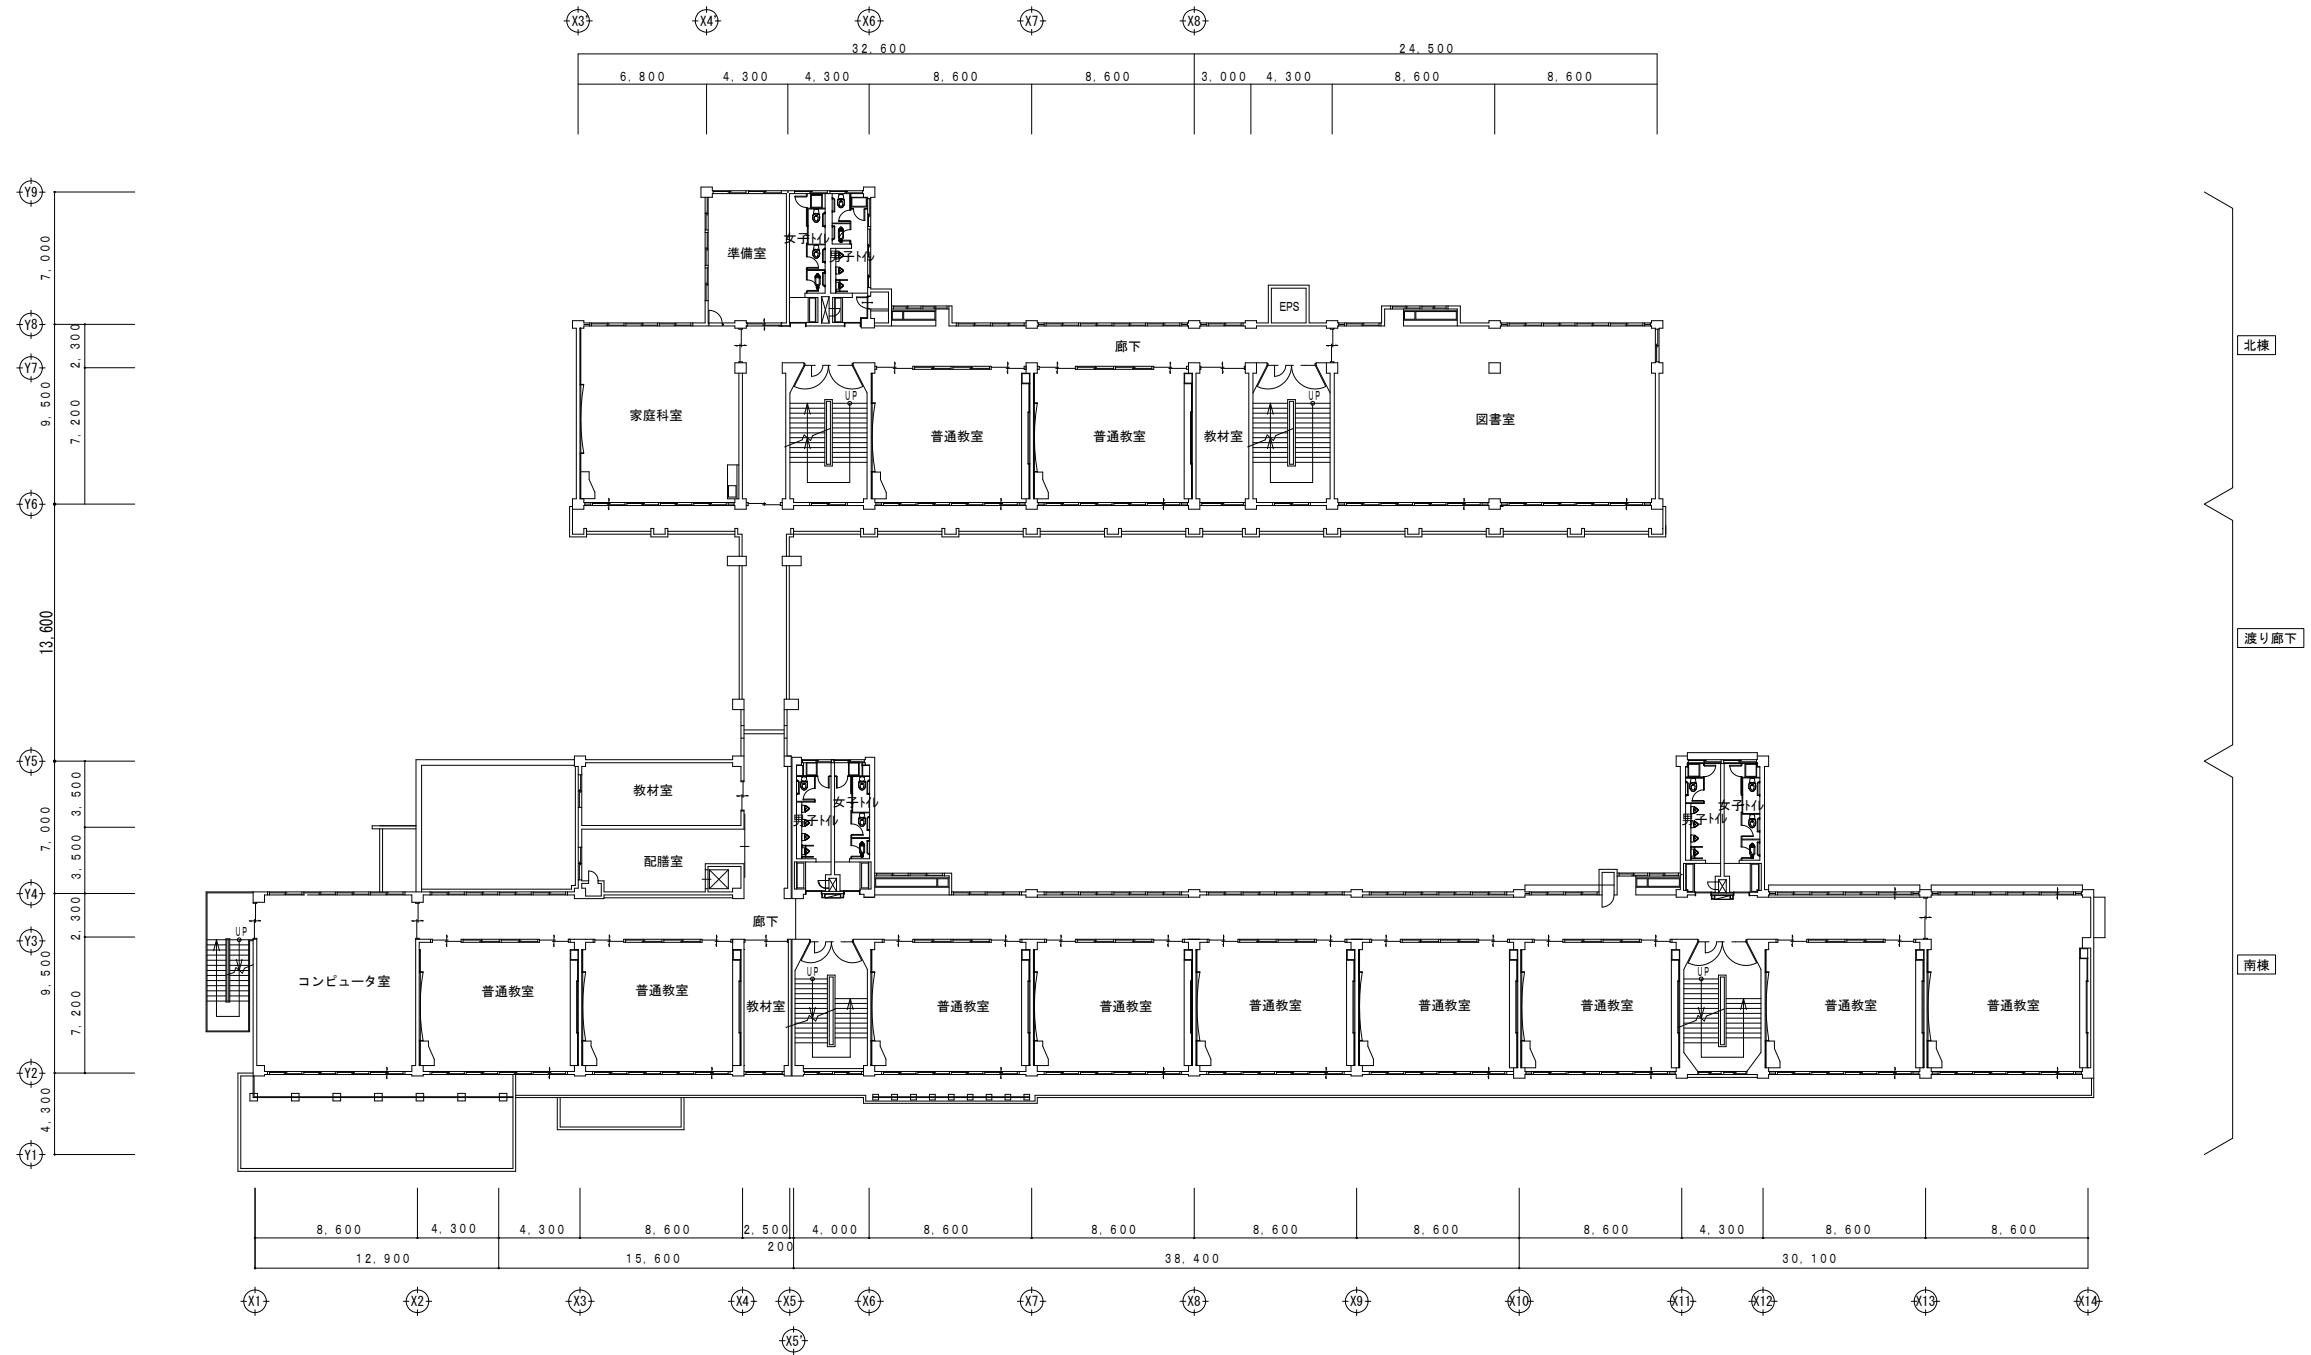 X3' X4' X6 X7 X8
32,600 24,500
6,800 4,300 4,300 8,600 8,600 3,000 4,300 8,600 8,600
Y9
7,000
女子ﾄｲﾚ
準備室 男子ﾄｲﾚ
EPS
Y8
2,300
廊下
北棟
Y7
9,500
7,200
UP UP
家庭科室 図書室
普通教室 普通教室 教材室
Y6
13,600
渡り廊下
Y5
3,500
教材室
女子ﾄｲﾚ 女子ﾄｲﾚ
男子ﾄｲﾚ 男子ﾄｲﾚ
7,000
3,500
配膳室
Y4
2,300
廊下
UP
Y3
9,500
南棟
UP UP
コンピュータ室 普通教室 普通教室
教材室 普通教室 普通教室 普通教室 普通教室 普通教室 普通教室 普通教室
7,200
Y2
4,300
Y1
8,600 4,300 4,300 8,600 2,500 4,000 8,600 8,600 8,600 8,600 8,600 4,300 8,600 8,600
200
12,900 15,600 38,400 30,100
X1 X2 X3 X4 X5 X6 X7 X8 X9 X10 X11 X12 X13 X14
X5'